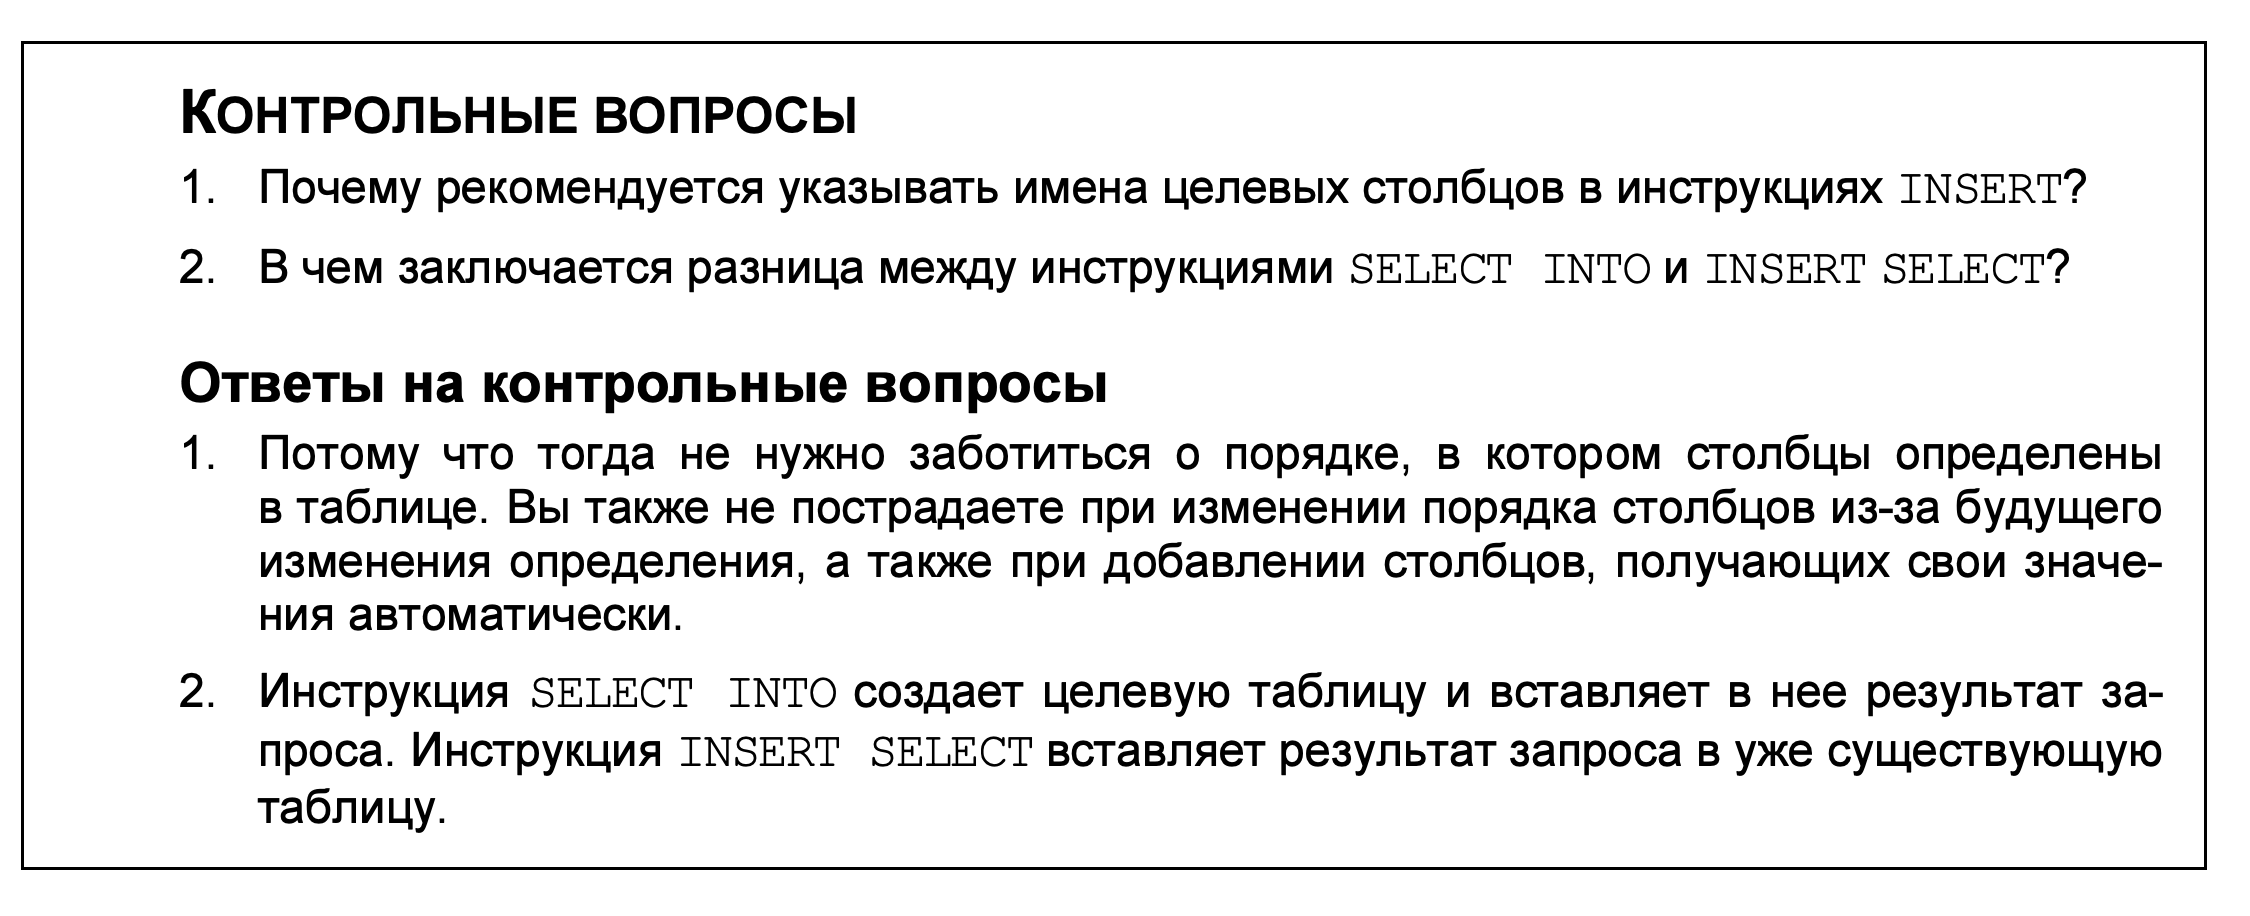 КОНТРОЛЬНЫЕ ВОПРОСЫ
1. Почему рекомендуется указывать имена целевых столбцов в инструкциях INSERT?
2. В чем заключается разница между инструкциями SELECT INTO и INSERT SELECT?
Ответы на контрольные вопросы
1. Потому что тогда не нужно заботиться о порядке, в котором столбцы определены
в таблице. Вы также не пострадаете при изменении порядка столбцов из-за будущего
изменения определения, а также при добавлении столбцов, получающих свои значе-
ния автоматически.
2. Инструкция SELECT INTO создает целевую таблицу и вставляет в нее результат за-
проса. Инструкция INSERT SELECT вставляет результат запроса в уже существующую
таблицу.